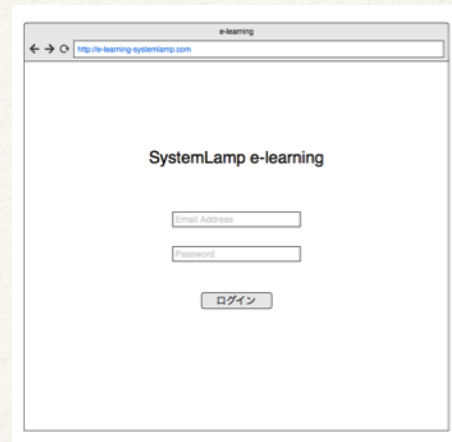 e-learning
http://e-learning-systemlamp.com
SystemLamp e-learning
Email Address
Password
ログイン